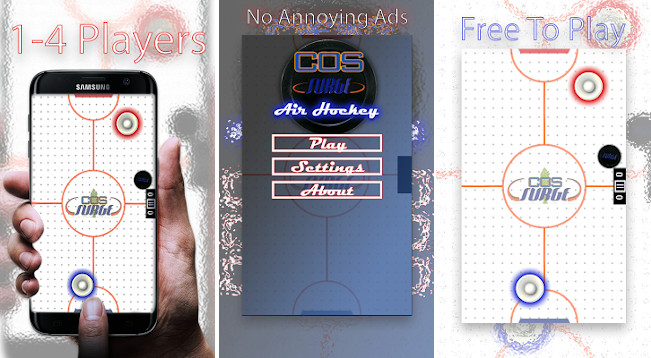 1-4 Players
SAMSUNG
COS
SURGE
No Annoying Ads
COS
SURGE
Air Hockey
Play
Settings
About
Free To Play
COS
SURGE